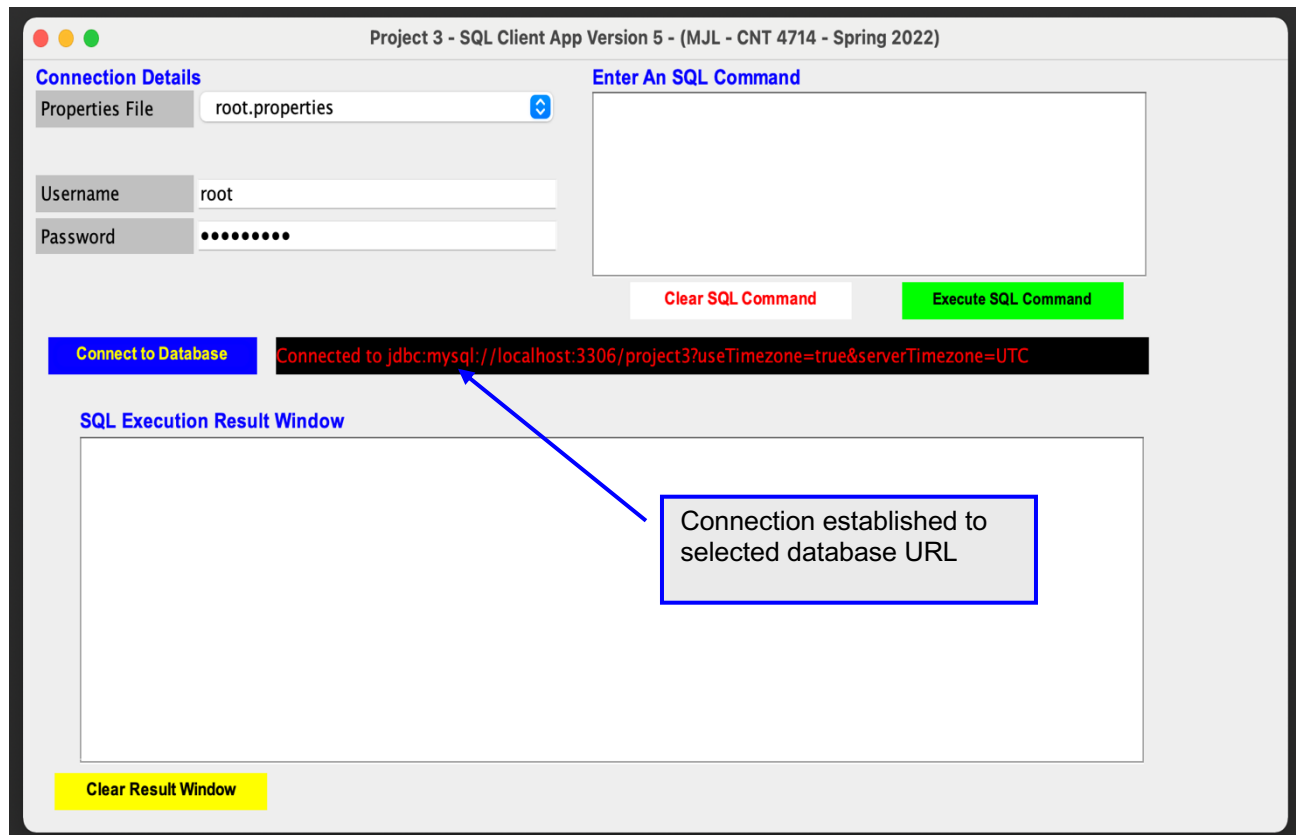 Project 3 - SQL Client App Version 5 - (MJL - CNT 4714 - Spring 2022)
Connection Details
Properties File
root.properties
Username
root
Password
•••••••••
Enter An SQL Command
Clear SQL Command
Execute SQL Command
Connect to Database
Connected to jdbc:mysql://localhost:3306/project3?useTimezone=true&serverTimezone=UTC
SQL Execution Result Window
Connection established to
selected database URL
Clear Result Window